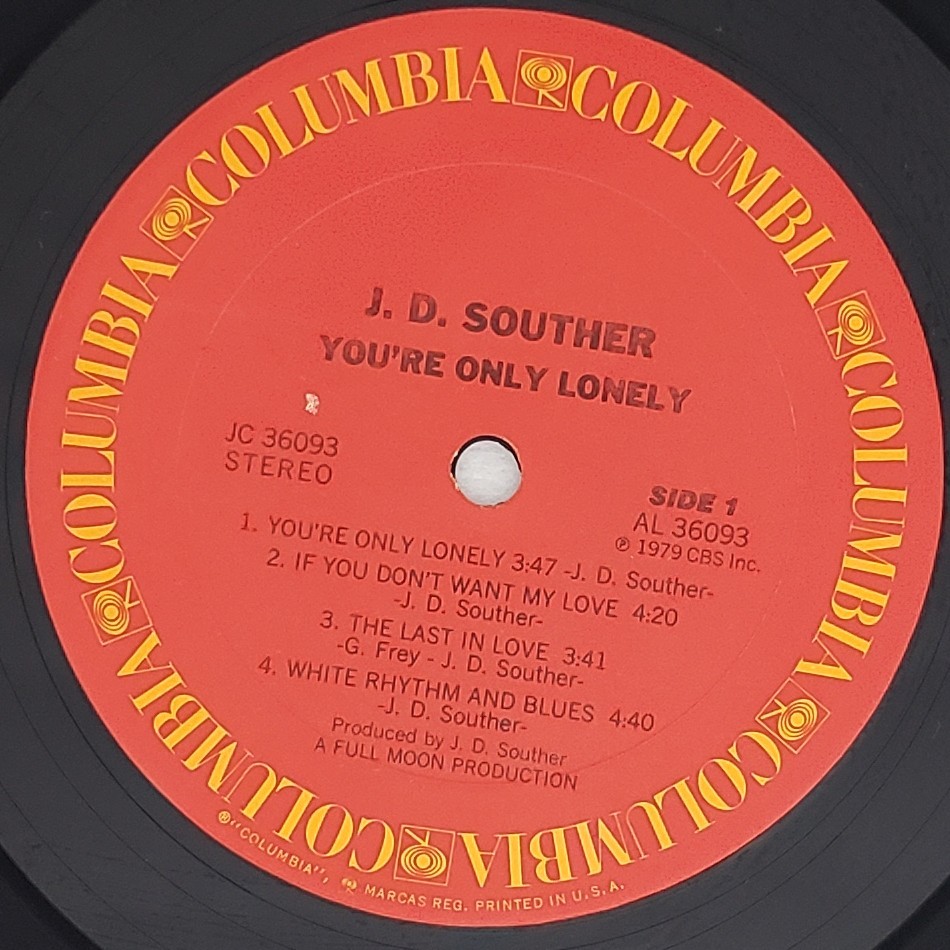 COLUMBIA COLUMBIA COLUMBIA COLUMBIA COLUMBIA COLUMBIA COLUMBIA
J. D. SOUTHER
YOU'RE ONLY LONELY
JC 36093
STEREO
SIDE 1
AL 36093
Ⓟ 1979 CBS Inc.
1. YOU'RE ONLY LONELY 3:47 -J. D. Souther-
2. IF YOU DON'T WANT MY LOVE 4:20
-J. D. Souther-
3. THE LAST IN LOVE 3:41
-G. Frey - J. D. Souther-
4. WHITE RHYTHM AND BLUES 4:40
-J. D. Souther-
Produced by J. D. Souther
A FULL MOON PRODUCTION
®"COLUMBIA", MARCAS REG. PRINTED IN U.S.A.